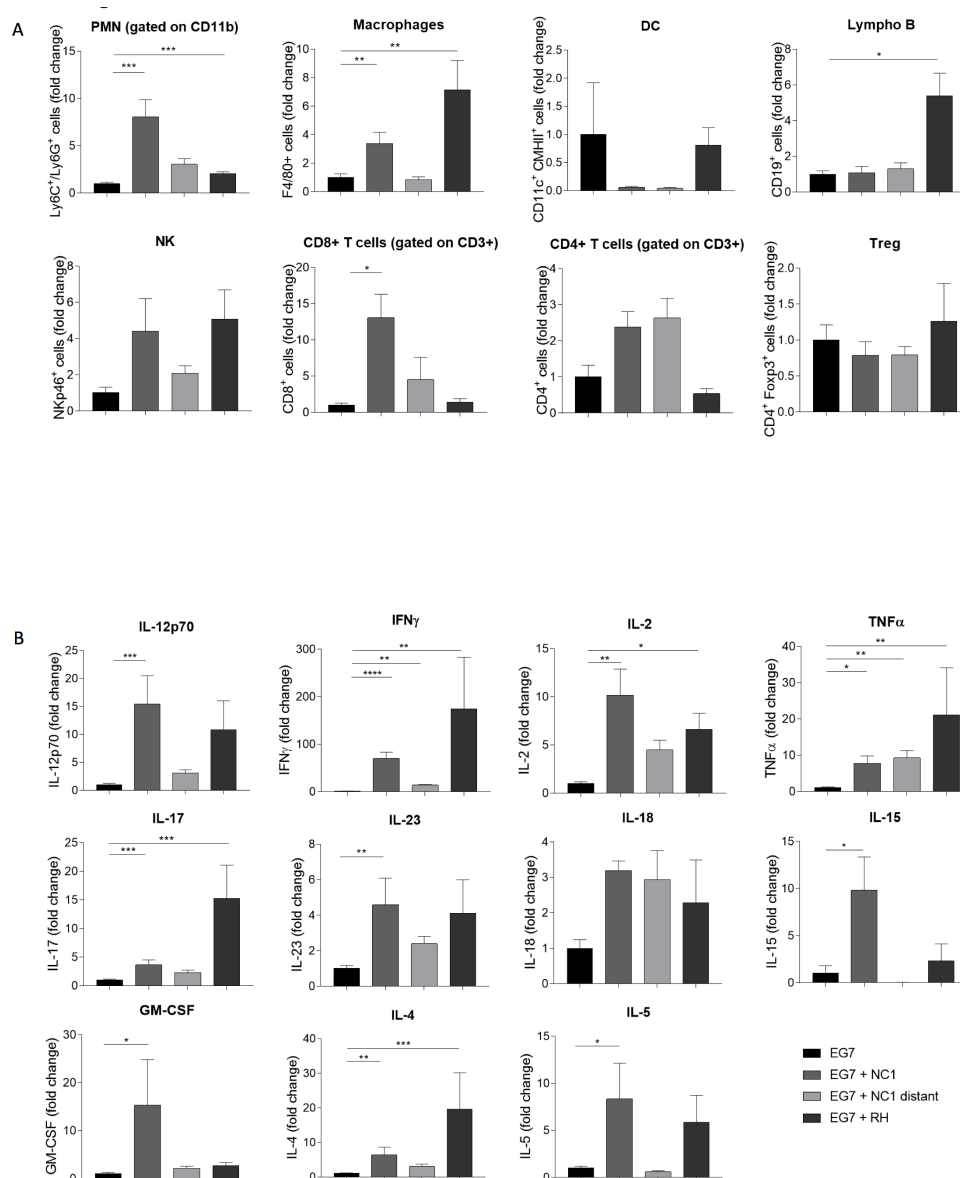 A
PMN (gated on CD11b)
Ly6C+/Ly6G+ cells (fold change)
15
10
5
0
***
***
Macrophages
F4/80+ cells (fold change)
10
8
6
4
2
0
**
**
DC
CD11c+ CMHII+ cells (fold change)
2.5
2.0
1.5
1.0
0.5
0.0
Lympho B
CD19+ cells (fold change)
8
6
4
2
0
*
NK
NKp46+ cells (fold change)
8
6
4
2
0
CD8+ T cells (gated on CD3+)
CD8+ cells (fold change)
20
15
10
5
0
*
CD4+ T cells (gated on CD3+)
CD4+ cells (fold change)
4
3
2
1
0
Treg
CD4+ Foxp3+ cells (fold change)
2.0
1.5
1.0
0.5
0.0
B
IL-12p70
IL-12p70 (fold change)
25
20
15
10
5
0
***
IFNγ
IFNγ (fold change)
300
200
100
0
**
**
****
IL-2
IL-2 (fold change)
15
10
5
0
*
**
TNFα
TNFα (fold change)
40
30
20
10
0
**
**
*
IL-17
IL-17 (fold change)
25
20
15
10
5
0
***
***
IL-23
IL-23 (fold change)
8
6
4
2
0
**
IL-18
IL-18 (fold change)
4
3
2
1
0
IL-15
IL-15 (fold change)
15
10
5
0
*
GM-CSF
GM-CSF (fold change)
30
20
10
0
*
IL-4
IL-4 (fold change)
40
30
20
10
0
***
**
IL-5
IL-5 (fold change)
15
10
5
0
*
EG7
EG7 + NC1
EG7 + NC1 distant
EG7 + RH